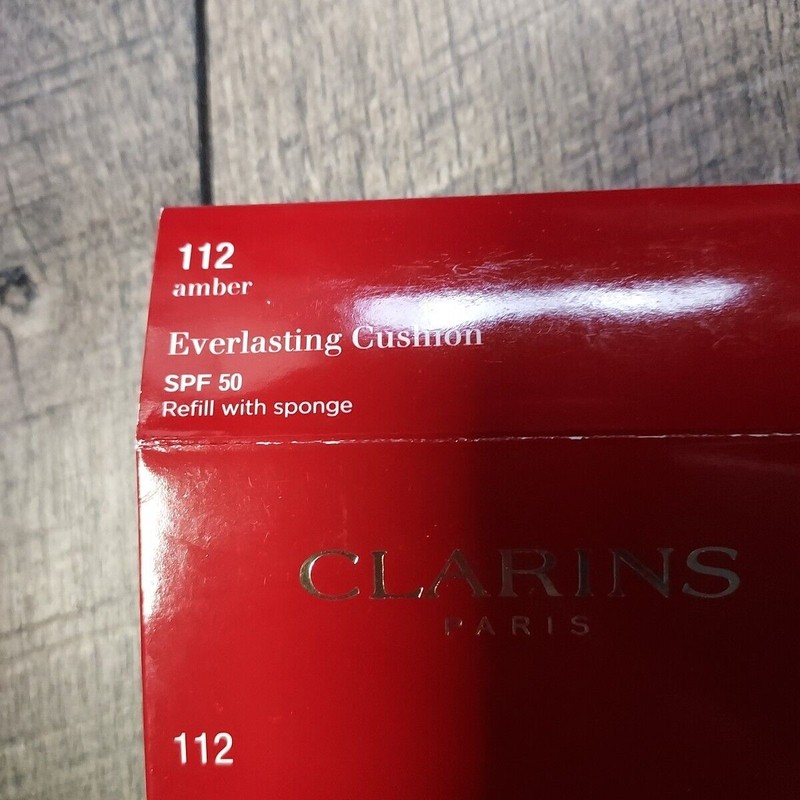 112
amber
Everlasting Cushion
SPF 50
Refill with sponge
CLARINS
PARIS
112